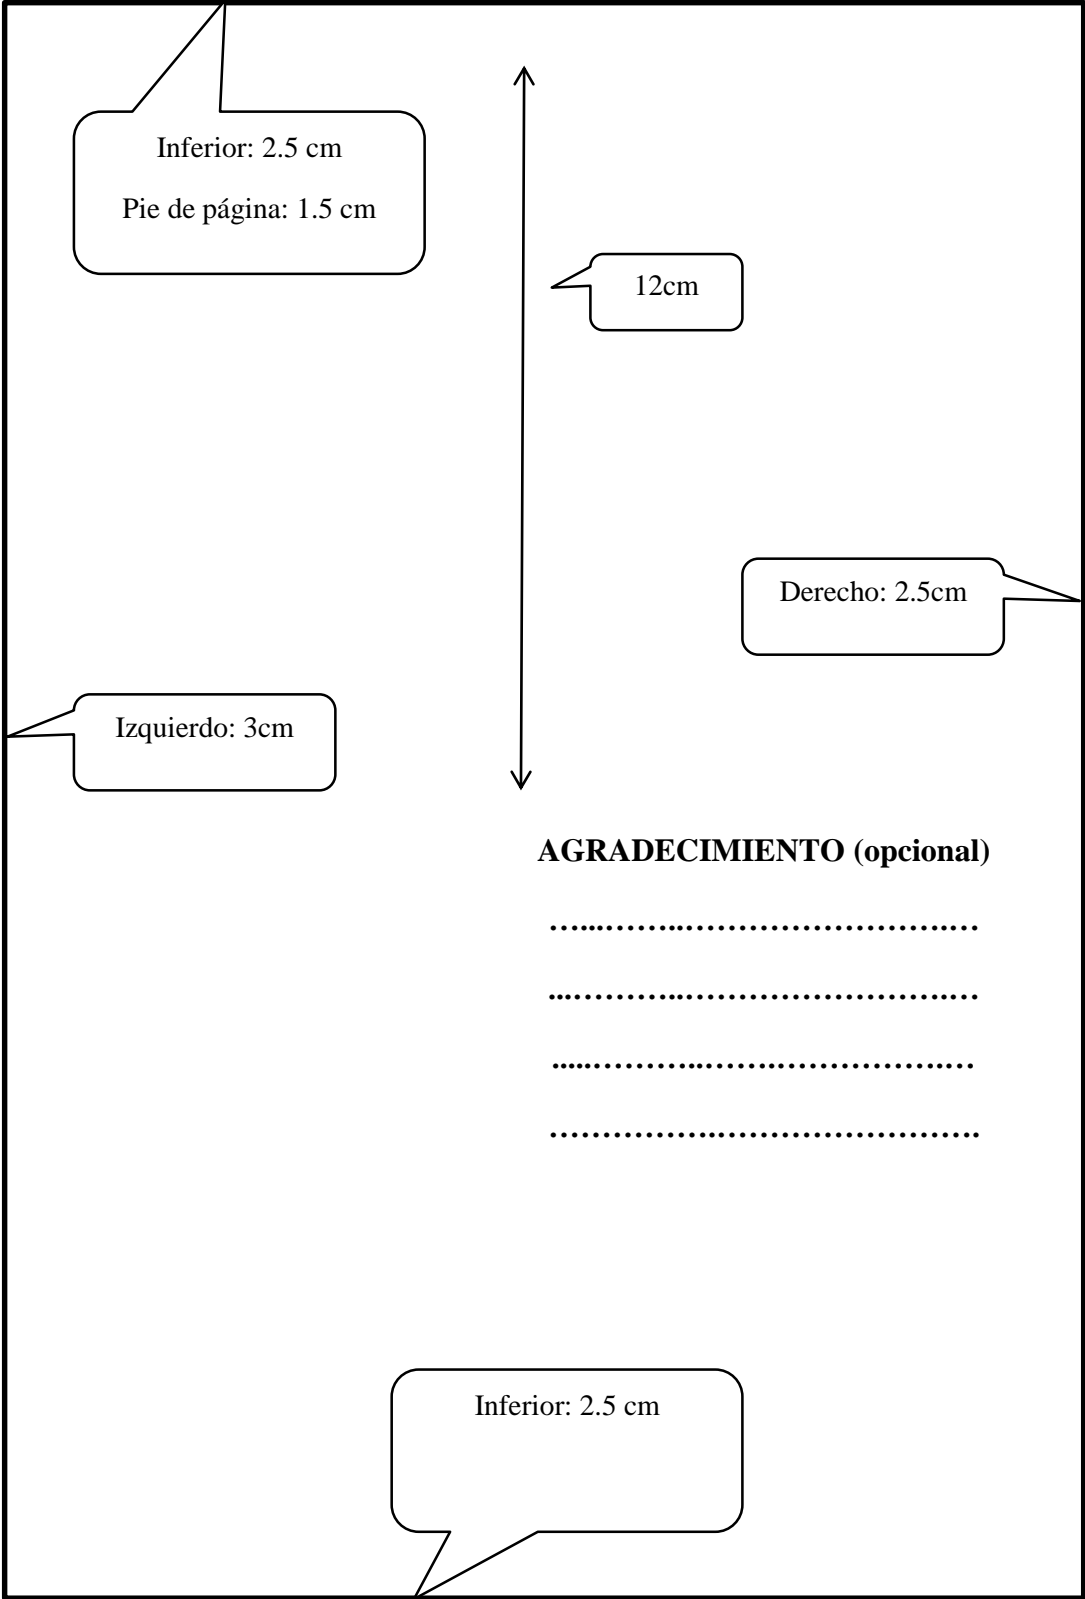 Inferior: 2.5 cm
Pie de página: 1.5 cm
12cm
Derecho: 2.5cm
Izquierdo: 3cm
AGRADECIMIENTO (opcional)
…...……..…………………….…
...………..…………………….…
.....………..…….…………….…
…………….…………………….
Inferior: 2.5 cm